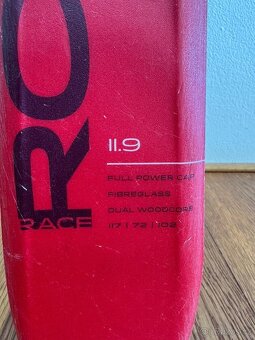 RO
RACE
11.9
FULL POWER CAP
FIBREGLASS
DUAL WOODCORE
117 | 72 | 102